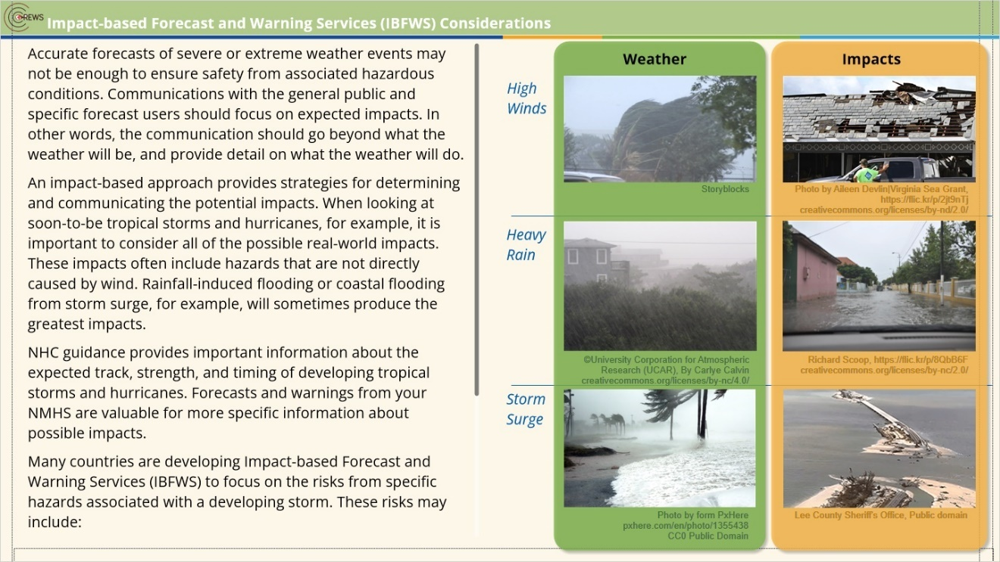 CREWS
Impact-based Forecast and Warning Services (IBFWS) Considerations
Accurate forecasts of severe or extreme weather events may
not be enough to ensure safety from associated hazardous
conditions. Communications with the general public and
specific forecast users should focus on expected impacts. In
other words, the communication should go beyond what the
weather will be, and provide detail on what the weather will do.
An impact-based approach provides strategies for determining
and communicating the potential impacts. When looking at
soon-to-be tropical storms and hurricanes, for example, it is
important to consider all of the possible real-world impacts.
These impacts often include hazards that are not directly
caused by wind. Rainfall-induced flooding or coastal flooding
from storm surge, for example, will sometimes produce the
greatest impacts.
NHC guidance provides important information about the
expected track, strength, and timing of developing tropical
storms and hurricanes. Forecasts and warnings from your
NMHS are valuable for more specific information about
possible impacts.
Many countries are developing Impact-based Forecast and
Warning Services (IBFWS) to focus on the risks from specific
hazards associated with a developing storm. These risks may
include:
Weather
Impacts
High
Winds
Storyblocks
Photo by Aileen Devlin|Virginia Sea Grant,
https://flic.kr/p/2jt9nTj
creativecommons.org/licenses/by-nd/2.0/
Heavy
Rain
©University Corporation for Atmospheric
Research (UCAR), By Carlye Calvin
creativecommons.org/licenses/by-nc/4.0/
Richard Scoop, https://flic.kr/p/8QbB6F
creativecommons.org/licenses/by-nc/2.0/
Storm
Surge
Photo by form PxHere
pxhere.com/en/photo/1355438
CC0 Public Domain
Lee County Sheriff's Office, Public domain